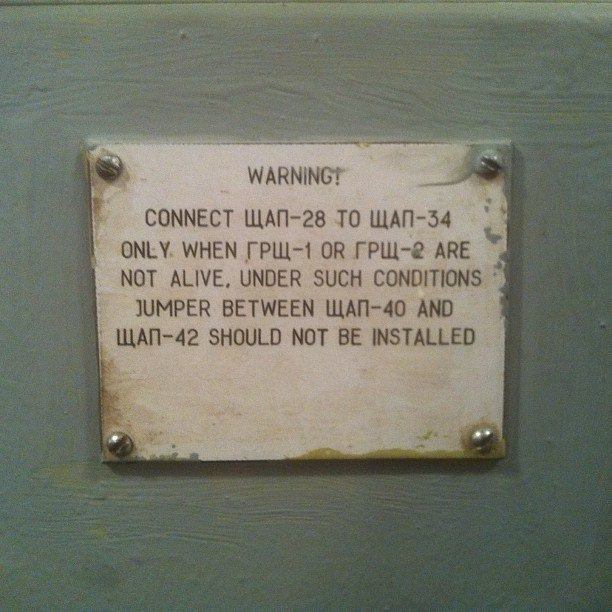 WARNING!
CONNECT ЩАП-28 TO ЩАП-34
ONLY WHEN ГРЩ-1 OR ГРЩ-2 ARE
NOT ALIVE, UNDER SUCH CONDITIONS
JUMPER BETWEEN ЩАП-40 AND
ЩАП-42 SHOULD NOT BE INSTALLED